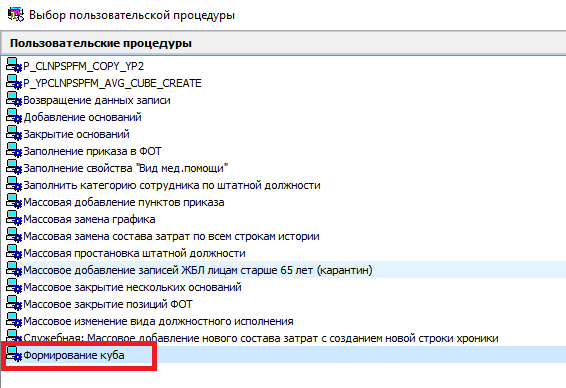 Выбор пользовательской процедуры
Пользовательские процедуры
P_CLNPSPFM_COPY_YP2
P_YPCLNPSPFM_AVG_CUBE_CREATE
Возвращение данных записи
Добавление оснований
Закрытие оснований
Заполнение приказа в ФОТ
Заполнение свойства "Вид мед.помощи"
Заполнить категорию сотрудника по штатной должности
Массовая добавление пунктов приказа
Массовая замена графика
Массовая замена состава затрат по всем строкам истории
Массовая простановка штатной должности
Массовое добавление записей ЖБЛ лицам старше 65 лет (карантин)
Массовое закрытие нескольких оснований
Массовое закрытие позиций ФОТ
Массовое изменение вида должностного исполнения
Служебная: Массовое добавление нового состава затрат с созданием новой строки хроники
Формирование куба